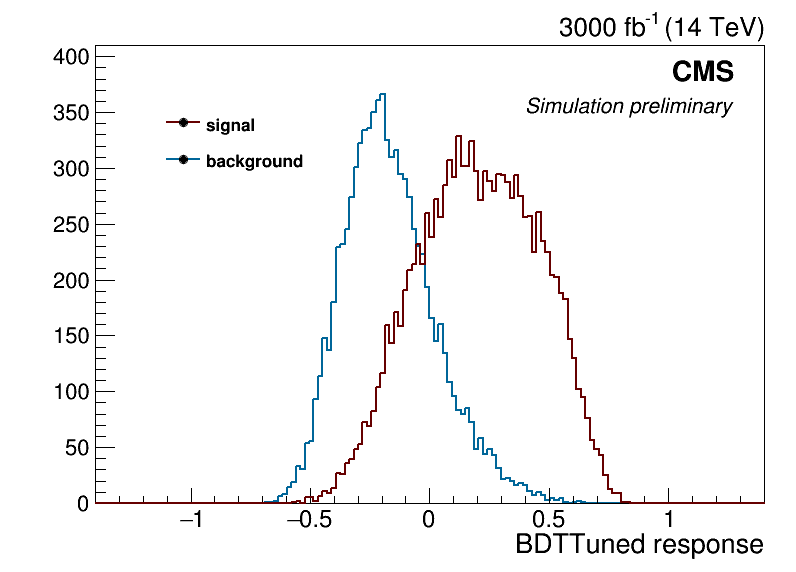 3000 fb⁻¹ (14 TeV)
400
CMS
Simulation preliminary
350
signal
background
300
250
200
150
100
50
0
−1 −0.5 0 0.5 1
BDTTuned response